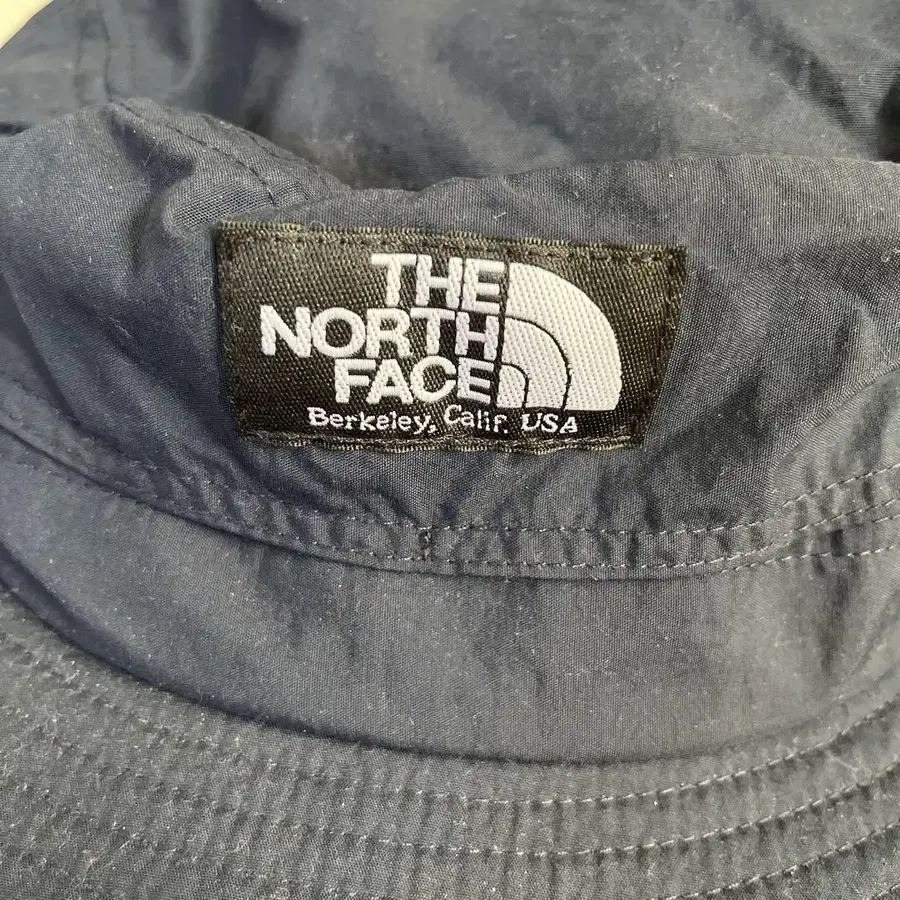 THE
NORTH
FACE
Berkeley, Calif. USA